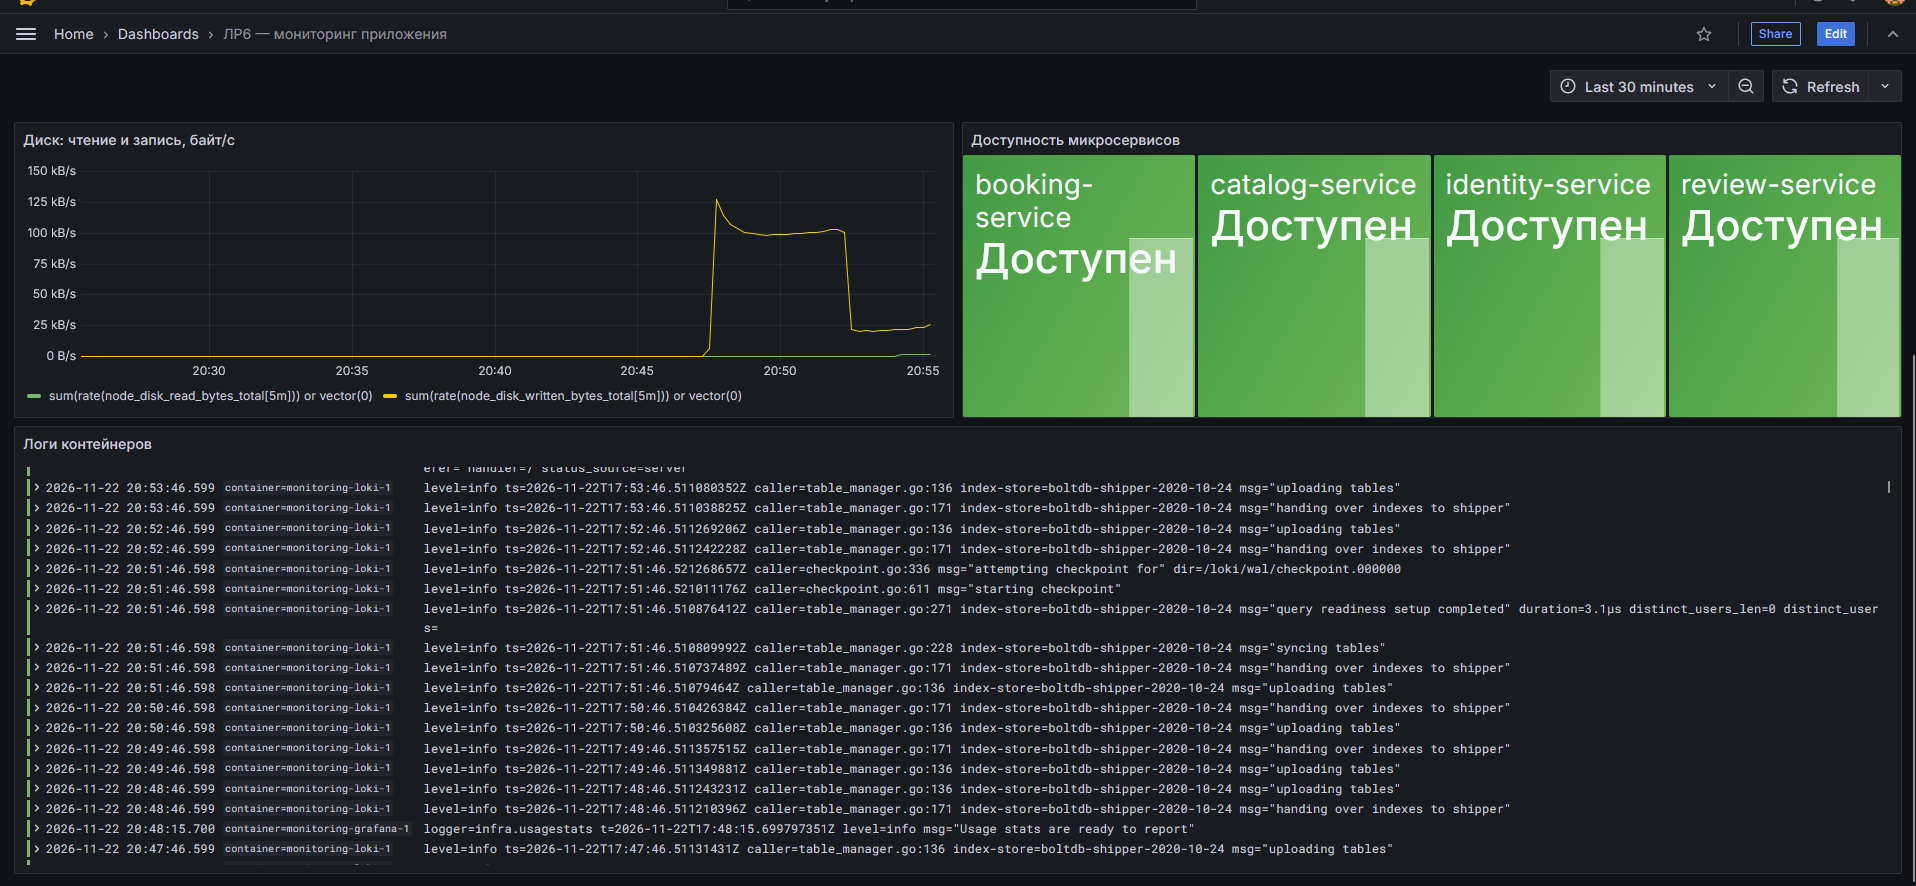 Home › Dashboards › ЛР6 — мониторинг приложения
Share
Edit
Last 30 minutes
Refresh
Диск: чтение и запись, байт/с
150 kB/s
125 kB/s
100 kB/s
75 kB/s
50 kB/s
25 kB/s
0 B/s
20:30 20:35 20:40 20:45 20:50 20:55
sum(rate(node_disk_read_bytes_total[5m])) or vector(0) sum(rate(node_disk_written_bytes_total[5m])) or vector(0)
Доступность микросервисов
booking-
service
Доступен
catalog-service
Доступен
identity-service
Доступен
review-service
Доступен
Логи контейнеров
handler=/ status_source=server
2026-11-22 20:53:46.599 container=monitoring-loki-1 level=info ts=2026-11-22T17:53:46.511080352Z caller=table_manager.go:136 index-store=boltdb-shipper-2020-10-24 msg="uploading tables"
2026-11-22 20:53:46.599 container=monitoring-loki-1 level=info ts=2026-11-22T17:53:46.511038825Z caller=table_manager.go:171 index-store=boltdb-shipper-2020-10-24 msg="handing over indexes to shipper"
2026-11-22 20:52:46.599 container=monitoring-loki-1 level=info ts=2026-11-22T17:52:46.511269206Z caller=table_manager.go:136 index-store=boltdb-shipper-2020-10-24 msg="uploading tables"
2026-11-22 20:52:46.599 container=monitoring-loki-1 level=info ts=2026-11-22T17:52:46.511242228Z caller=table_manager.go:171 index-store=boltdb-shipper-2020-10-24 msg="handing over indexes to shipper"
2026-11-22 20:51:46.598 container=monitoring-loki-1 level=info ts=2026-11-22T17:51:46.521268657Z caller=checkpoint.go:336 msg="attempting checkpoint for" dir=/loki/wal/checkpoint.000000
2026-11-22 20:51:46.598 container=monitoring-loki-1 level=info ts=2026-11-22T17:51:46.521011176Z caller=checkpoint.go:611 msg="starting checkpoint"
2026-11-22 20:51:46.598 container=monitoring-loki-1 level=info ts=2026-11-22T17:51:46.510876412Z caller=table_manager.go:271 index-store=boltdb-shipper-2020-10-24 msg="query readiness setup completed" duration=3.1µs distinct_users_len=0 distinct_user
s=
2026-11-22 20:51:46.598 container=monitoring-loki-1 level=info ts=2026-11-22T17:51:46.510809992Z caller=table_manager.go:228 index-store=boltdb-shipper-2020-10-24 msg="syncing tables"
2026-11-22 20:51:46.598 container=monitoring-loki-1 level=info ts=2026-11-22T17:51:46.510737489Z caller=table_manager.go:171 index-store=boltdb-shipper-2020-10-24 msg="handing over indexes to shipper"
2026-11-22 20:51:46.598 container=monitoring-loki-1 level=info ts=2026-11-22T17:51:46.51079464Z caller=table_manager.go:136 index-store=boltdb-shipper-2020-10-24 msg="uploading tables"
2026-11-22 20:50:46.598 container=monitoring-loki-1 level=info ts=2026-11-22T17:50:46.510426384Z caller=table_manager.go:171 index-store=boltdb-shipper-2020-10-24 msg="handing over indexes to shipper"
2026-11-22 20:50:46.598 container=monitoring-loki-1 level=info ts=2026-11-22T17:50:46.510325608Z caller=table_manager.go:136 index-store=boltdb-shipper-2020-10-24 msg="uploading tables"
2026-11-22 20:49:46.598 container=monitoring-loki-1 level=info ts=2026-11-22T17:49:46.511357515Z caller=table_manager.go:171 index-store=boltdb-shipper-2020-10-24 msg="handing over indexes to shipper"
2026-11-22 20:49:46.598 container=monitoring-loki-1 level=info ts=2026-11-22T17:49:46.511349881Z caller=table_manager.go:136 index-store=boltdb-shipper-2020-10-24 msg="uploading tables"
2026-11-22 20:48:46.599 container=monitoring-loki-1 level=info ts=2026-11-22T17:48:46.511243231Z caller=table_manager.go:136 index-store=boltdb-shipper-2020-10-24 msg="uploading tables"
2026-11-22 20:48:46.599 container=monitoring-loki-1 level=info ts=2026-11-22T17:48:46.511210396Z caller=table_manager.go:171 index-store=boltdb-shipper-2020-10-24 msg="handing over indexes to shipper"
2026-11-22 20:48:15.700 container=monitoring-grafana-1 logger=infra.usagestats t=2026-11-22T17:48:15.699797351Z level=info msg="Usage stats are ready to report"
2026-11-22 20:47:46.599 container=monitoring-loki-1 level=info ts=2026-11-22T17:47:46.51131431Z caller=table_manager.go:136 index-store=boltdb-shipper-2020-10-24 msg="uploading tables"